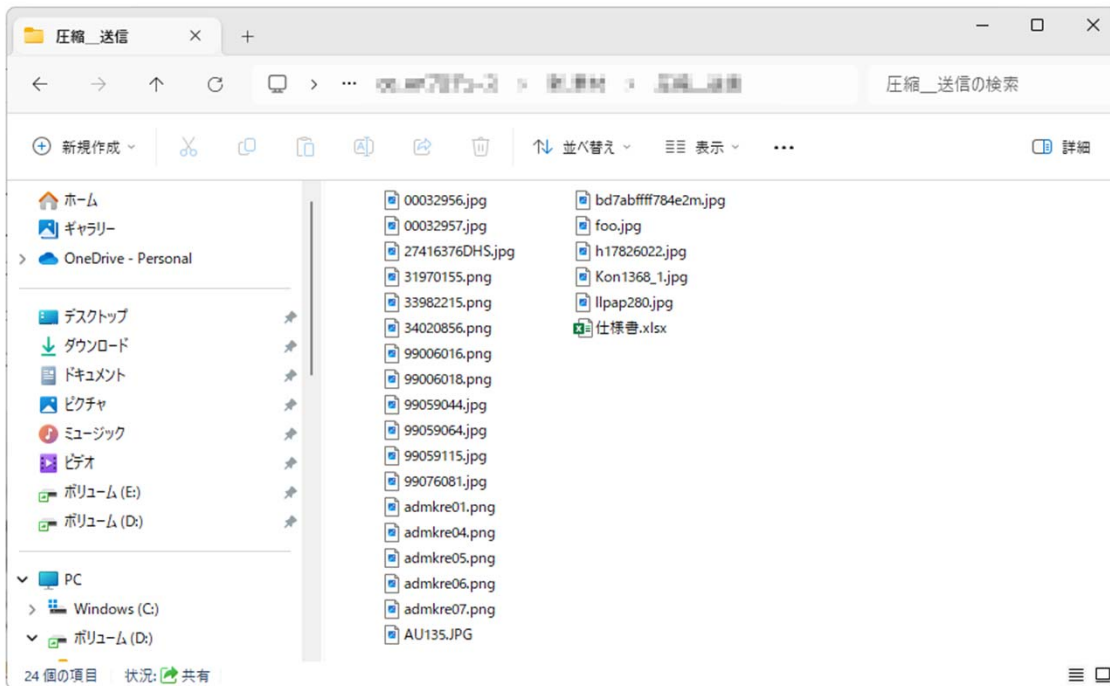 圧縮__送信
圧縮__送信の検索
新規作成
並べ替え
表示
詳細
ホーム
ギャラリー
OneDrive - Personal
デスクトップ
ダウンロード
ドキュメント
ピクチャ
ミュージック
ビデオ
ボリューム (E:)
ボリューム (D:)
PC
Windows (C:)
ボリューム (D:)
00032956.jpg
00032957.jpg
27416376DHS.jpg
31970155.png
33982215.png
34020856.png
99006016.png
99006018.png
99059044.jpg
99059064.jpg
99059115.jpg
99076081.jpg
admkre01.png
admkre04.png
admkre05.png
admkre06.png
admkre07.png
AU135.JPG
bd7abffff784e2m.jpg
foo.jpg
h17826022.jpg
Kon1368_1.jpg
llpap280.jpg
仕様書.xlsx
24 個の項目
状況: 共有